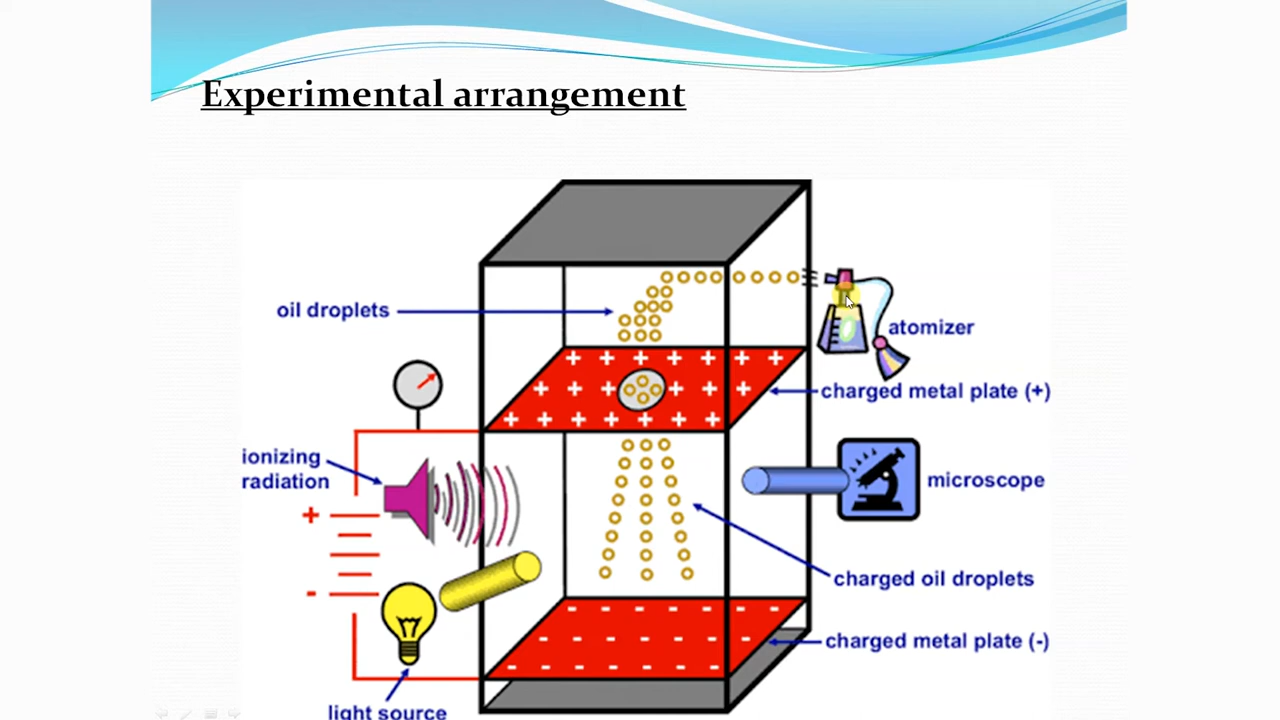 Experimental arrangement
oil droplets
atomizer
charged metal plate (+)
ionizing
radiation
+
-
microscope
charged oil droplets
charged metal plate (-)
light source
+ + + + + + +
+ + + + + +
+ + + + + + +
- - - - - - -
- - - - - - -
- - - - - - -